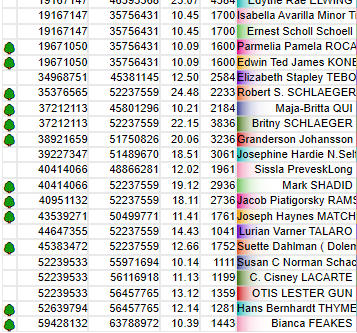 19167147 46393568 23.07 4584 Edythe Rae LEWING
19167147 35756431 10.45 1700 Isabella Avarilla Minor T
19167147 35756431 10.45 1700 Ernest Scholl Schoell
19671050 35756431 10.09 1600 Parmelia Pamela ROCA
19671050 35756431 10.09 1600 Edwin Ted James KONE
34968751 45381145 12.50 2584 Elizabeth Stapley TEBO
35376565 52237559 24.48 2233 Robert S. SCHLAEGER
37212113 45801296 10.21 2184 Maja-Britta QUI
37212113 52237559 22.15 3836 Britny SCHLAEGER
38921659 51750826 20.06 3236 Granderson Johansson
39227347 51489670 18.51 3061 Josephine Hardie N.Self
40414066 48866281 12.02 1961 Sissla PreveskLong
40414066 52237559 19.12 2936 Mark SHADID
40951132 52237559 18.11 2736 Jacob Piatigorsky RAMS
43539271 50499771 11.41 1761 Joseph Haynes MATCH
44647355 52237559 14.43 1041 Lurian Varner TALARO
45383472 52237559 12.66 1752 Suette Dahlman ( Dolem
52239533 55971694 10.14 1111 Susan C Norman Schac
52239533 56116918 11.13 1199 C. Cisney LACARTE
52239533 56457765 13.12 1359 OTIS LESTER GUN
52639794 56457765 12.14 1281 Hans Bernhardt THYME
59428132 63788972 10.39 1443 Bianca FEAKES